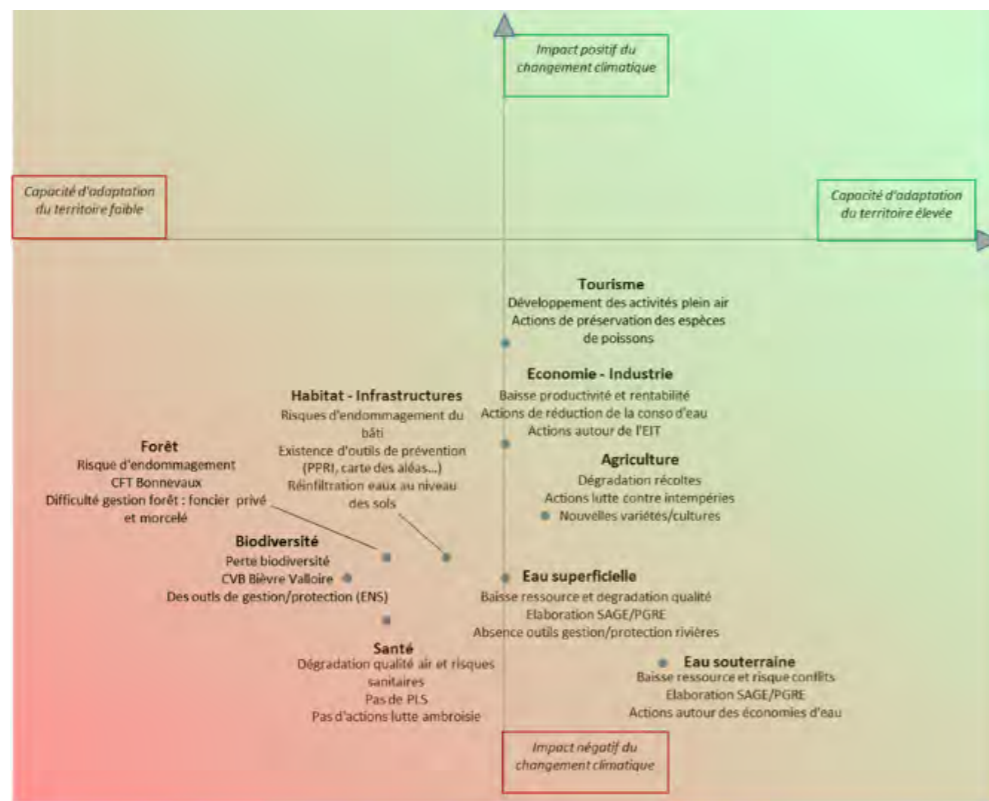 Impact positif du
changement climatique
Capacité d'adaptation
du territoire faible
Capacité d'adaptation
du territoire élevée
Tourisme
Développement des activités plein air
Actions de préservation des espèces
de poissons
Economie - Industrie
Baisse productivité et rentabilité
Actions de réduction de la conso d'eau
Actions autour de l'EIT
Habitat - Infrastructures
Risques d'endommagement du
bâti
Existence d'outils de prévention
(PPRI, carte des aléas...)
Réinfiltration eaux au niveau
des sols
Forêt
Risque d'endommagement
CFT Bonnevaux
Difficulté gestion forêt : foncier privé
et morcelé
Agriculture
Dégradation récoltes
Actions lutte contre intempéries
Nouvelles variétés/cultures
Biodiversité
Perte biodiversité
CVB Bièvre Valloire
Des outils de gestion/protection (ENS)
Eau superficielle
Baisse ressource et degradation qualité
Elaboration SAGE/PGRE
Absence outils gestion/protection rivières
Santé
Dégradation qualité air et risques
sanitaires
Pas de PLS
Pas d'actions lutte ambroisie
Eau souterraine
Baisse ressource et risque conflits
Elaboration SAGE/PGRE
Actions autour des économies d'eau
Impact négatif du
changement climatique